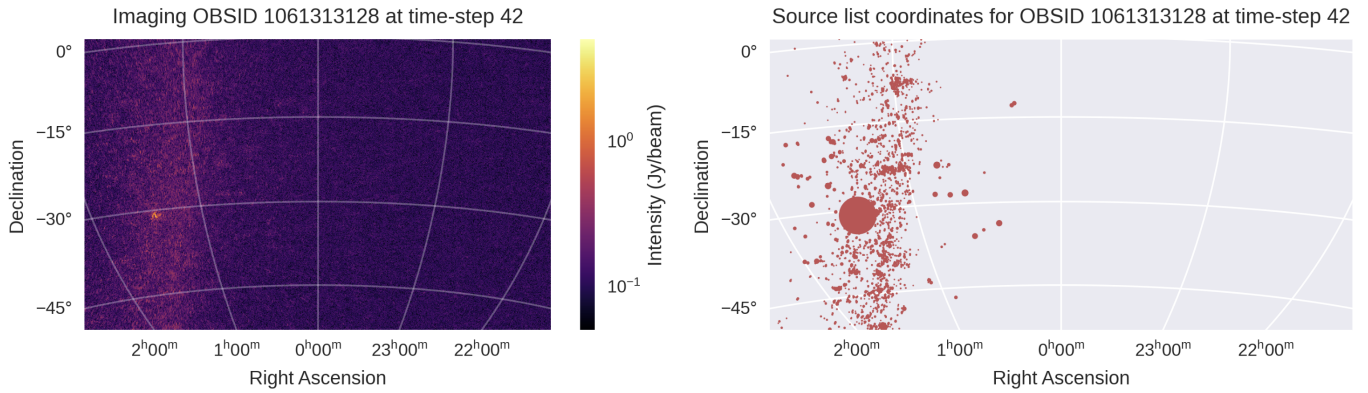 Imaging OBSID 1061313128 at time-step 42
0°
−15°
−30°
−45°
Declination
2ʰ00ᵐ 1ʰ00ᵐ 0ʰ00ᵐ 23ʰ00ᵐ 22ʰ00ᵐ
Right Ascension
10⁰
10⁻¹
Intensity (Jy/beam)
Source list coordinates for OBSID 1061313128 at time-step 42
0°
−15°
−30°
−45°
Declination
2ʰ00ᵐ 1ʰ00ᵐ 0ʰ00ᵐ 23ʰ00ᵐ 22ʰ00ᵐ
Right Ascension